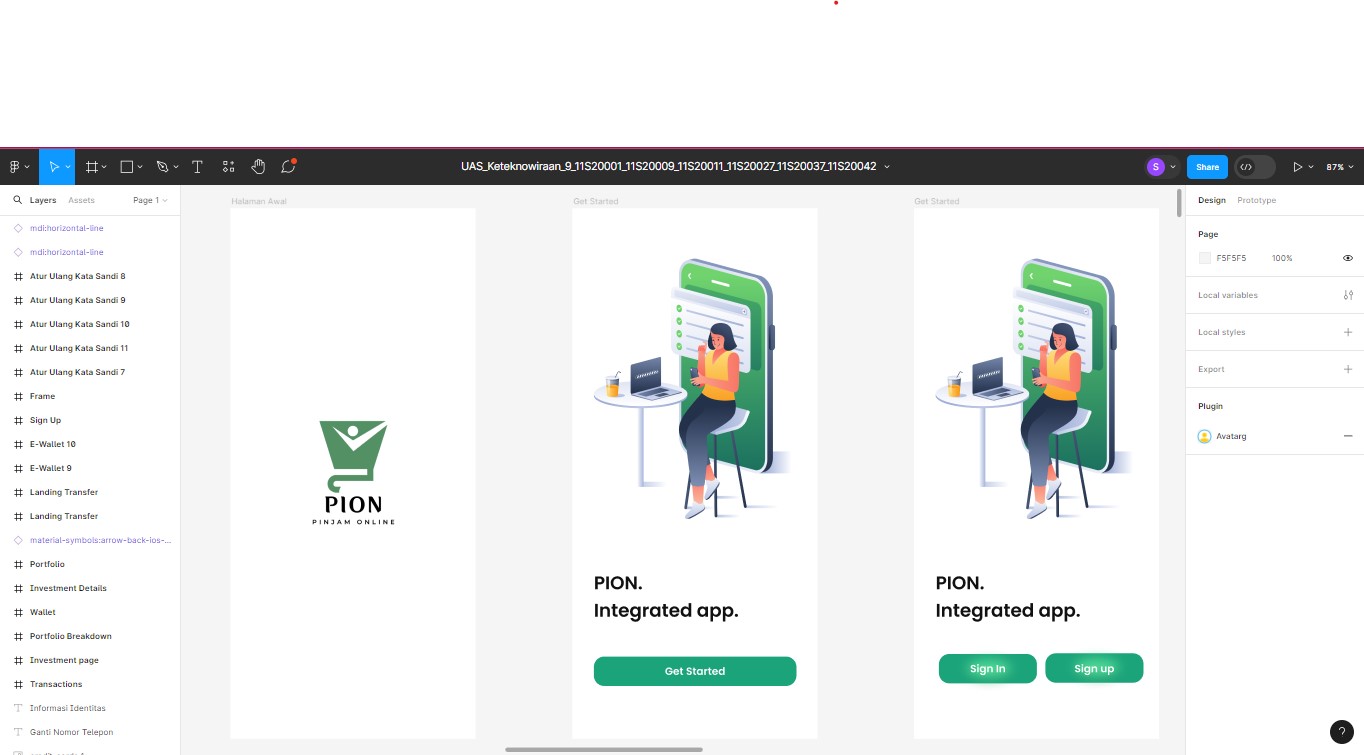 UAS_Keteknowiraan_9_11S20001_11S20009_11S20011_11S20027_11S20037_11S20042
S
Share
87%
Layers
Assets
Page 1
mdi:horizontal-line
mdi:horizontal-line
Atur Ulang Kata Sandi 8
Atur Ulang Kata Sandi 9
Atur Ulang Kata Sandi 10
Atur Ulang Kata Sandi 11
Atur Ulang Kata Sandi 7
Frame
Sign Up
E-Wallet 10
E-Wallet 9
Landing Transfer
Landing Transfer
material-symbols:arrow-back-ios-...
Portfolio
Investment Details
Wallet
Portfolio Breakdown
Investment page
Transactions
Informasi Identitas
Ganti Nomor Telepon
Halaman Awal
PION
PINJAM ONLINE
Get Started
PION.
Integrated app.
Get Started
Get Started
PION.
Integrated app.
Sign In
Sign up
Design
Prototype
Page
F5F5F5
100%
Local variables
Local styles
Export
Plugin
Avatarg
?